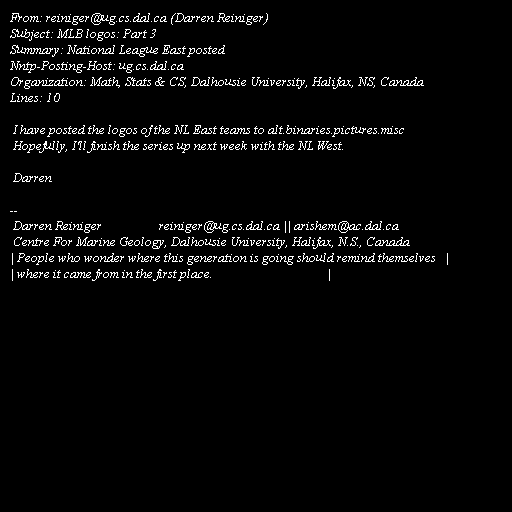 From: reiniger@ug.cs.dal.ca (Darren Reiniger)
Subject: MLB logos: Part 3
Summary: National League East posted
Nntp-Posting-Host: ug.cs.dal.ca
Organization: Math, Stats & CS, Dalhousie University, Halifax, NS, Canada
Lines: 10

I have posted the logos of the NL East teams to alt.binaries.pictures.misc
Hopefully, I'll finish the series up next week with the NL West.

Darren

--
Darren Reiniger reiniger@ug.cs.dal.ca || arishem@ac.dal.ca
Centre For Marine Geology, Dalhousie University, Halifax, N.S., Canada
| People who wonder where this generation is going should remind themselves |
| where it came from in the first place. |